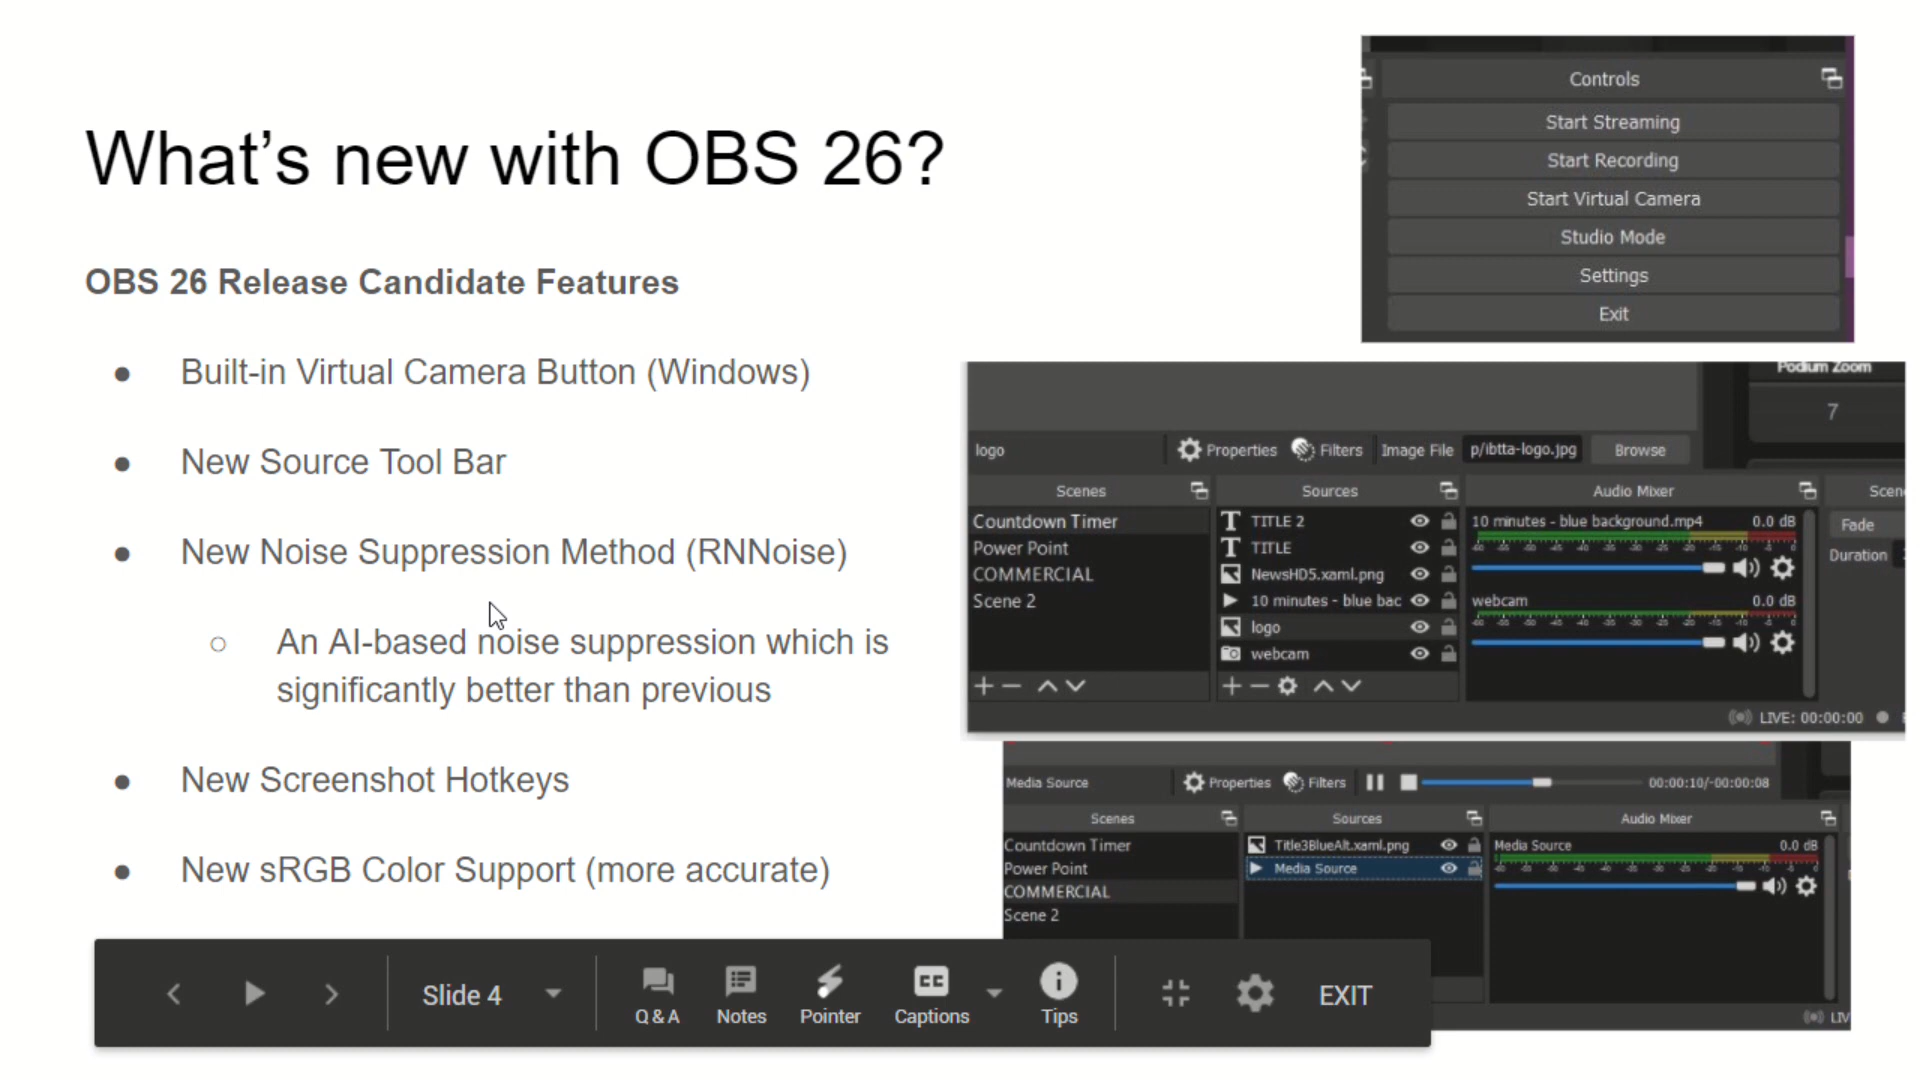 What's new with OBS 26?
OBS 26 Release Candidate Features
● Built-in Virtual Camera Button (Windows)
● New Source Tool Bar
● New Noise Suppression Method (RNNoise)
○ An AI-based noise suppression which is
significantly better than previous
● New Screenshot Hotkeys
● New sRGB Color Support (more accurate)
Controls
Start Streaming
Start Recording
Start Virtual Camera
Studio Mode
Settings
Exit
Podium Zoom
7
logo Properties Filters Image File p/ibtta-logo.jpg Browse
Scenes Sources Audio Mixer Scen
Countdown Timer
Power Point
COMMERCIAL
Scene 2
TITLE 2
TITLE
NewsHD5.xaml.png
10 minutes - blue bac
logo
webcam
10 minutes - blue background.mp4 0.0 dB
webcam 0.0 dB
Fade
Duration
LIVE: 00:00:00
Media Source Properties Filters 00:00:10/-00:00:08
Scenes Sources Audio Mixer
Countdown Timer
Power Point
COMMERCIAL
Scene 2
Title3BlueAlt.xaml.png
Media Source
Media Source 0.0 dB
LIV
Slide 4
Q & A
Notes
Pointer
CC
Captions
Tips
EXIT